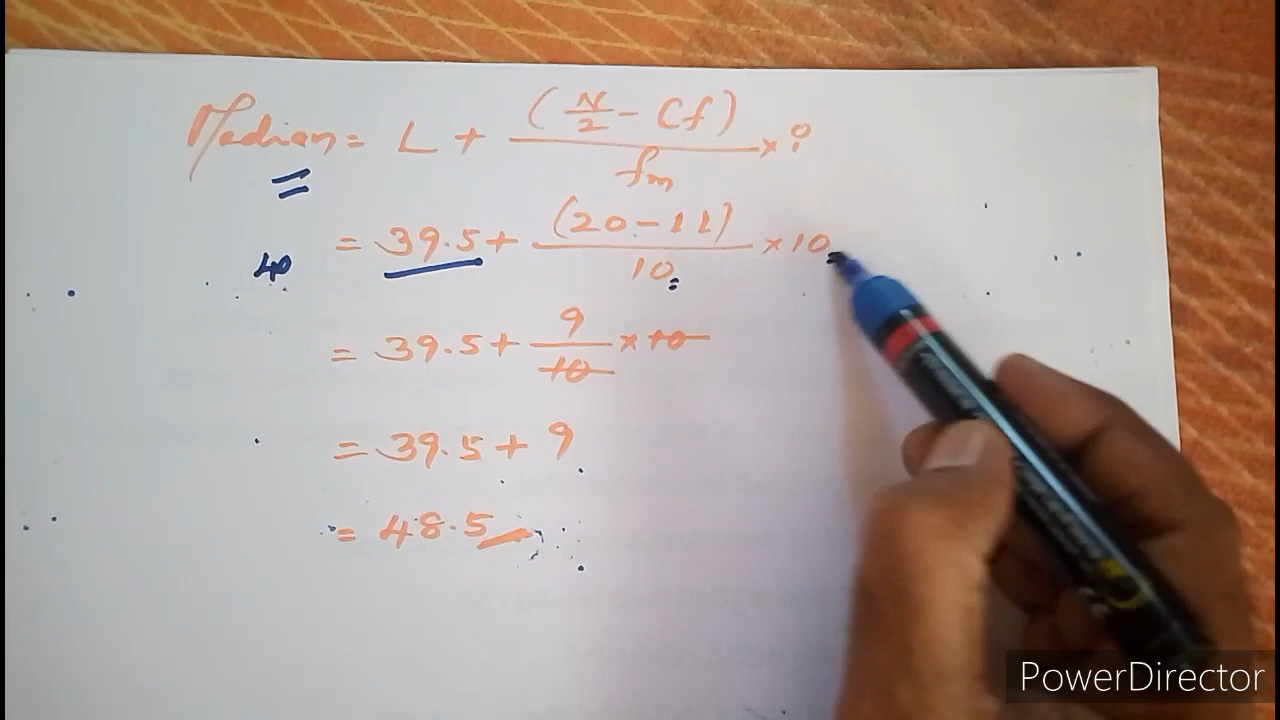 Median = L + (N/2 - Cf)/fm × i
= 39.5 + (20 - 11)/10 × 10
40
= 39.5 + 9/10 × 10
= 39.5 + 9
= 48.5
PowerDirector